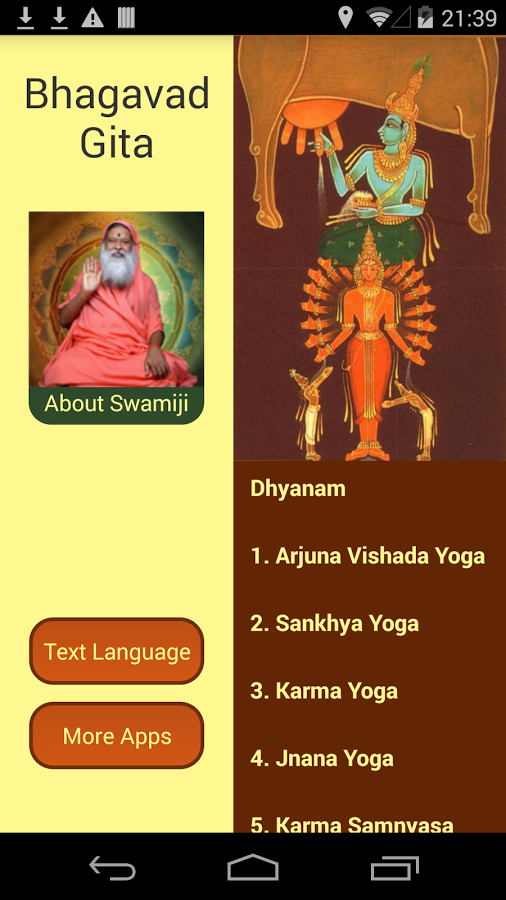 21:39
Bhagavad
Gita
About Swamiji
Text Language
More Apps
Dhyanam
1. Arjuna Vishada Yoga
2. Sankhya Yoga
3. Karma Yoga
4. Jnana Yoga
5. Karma Samnyasa